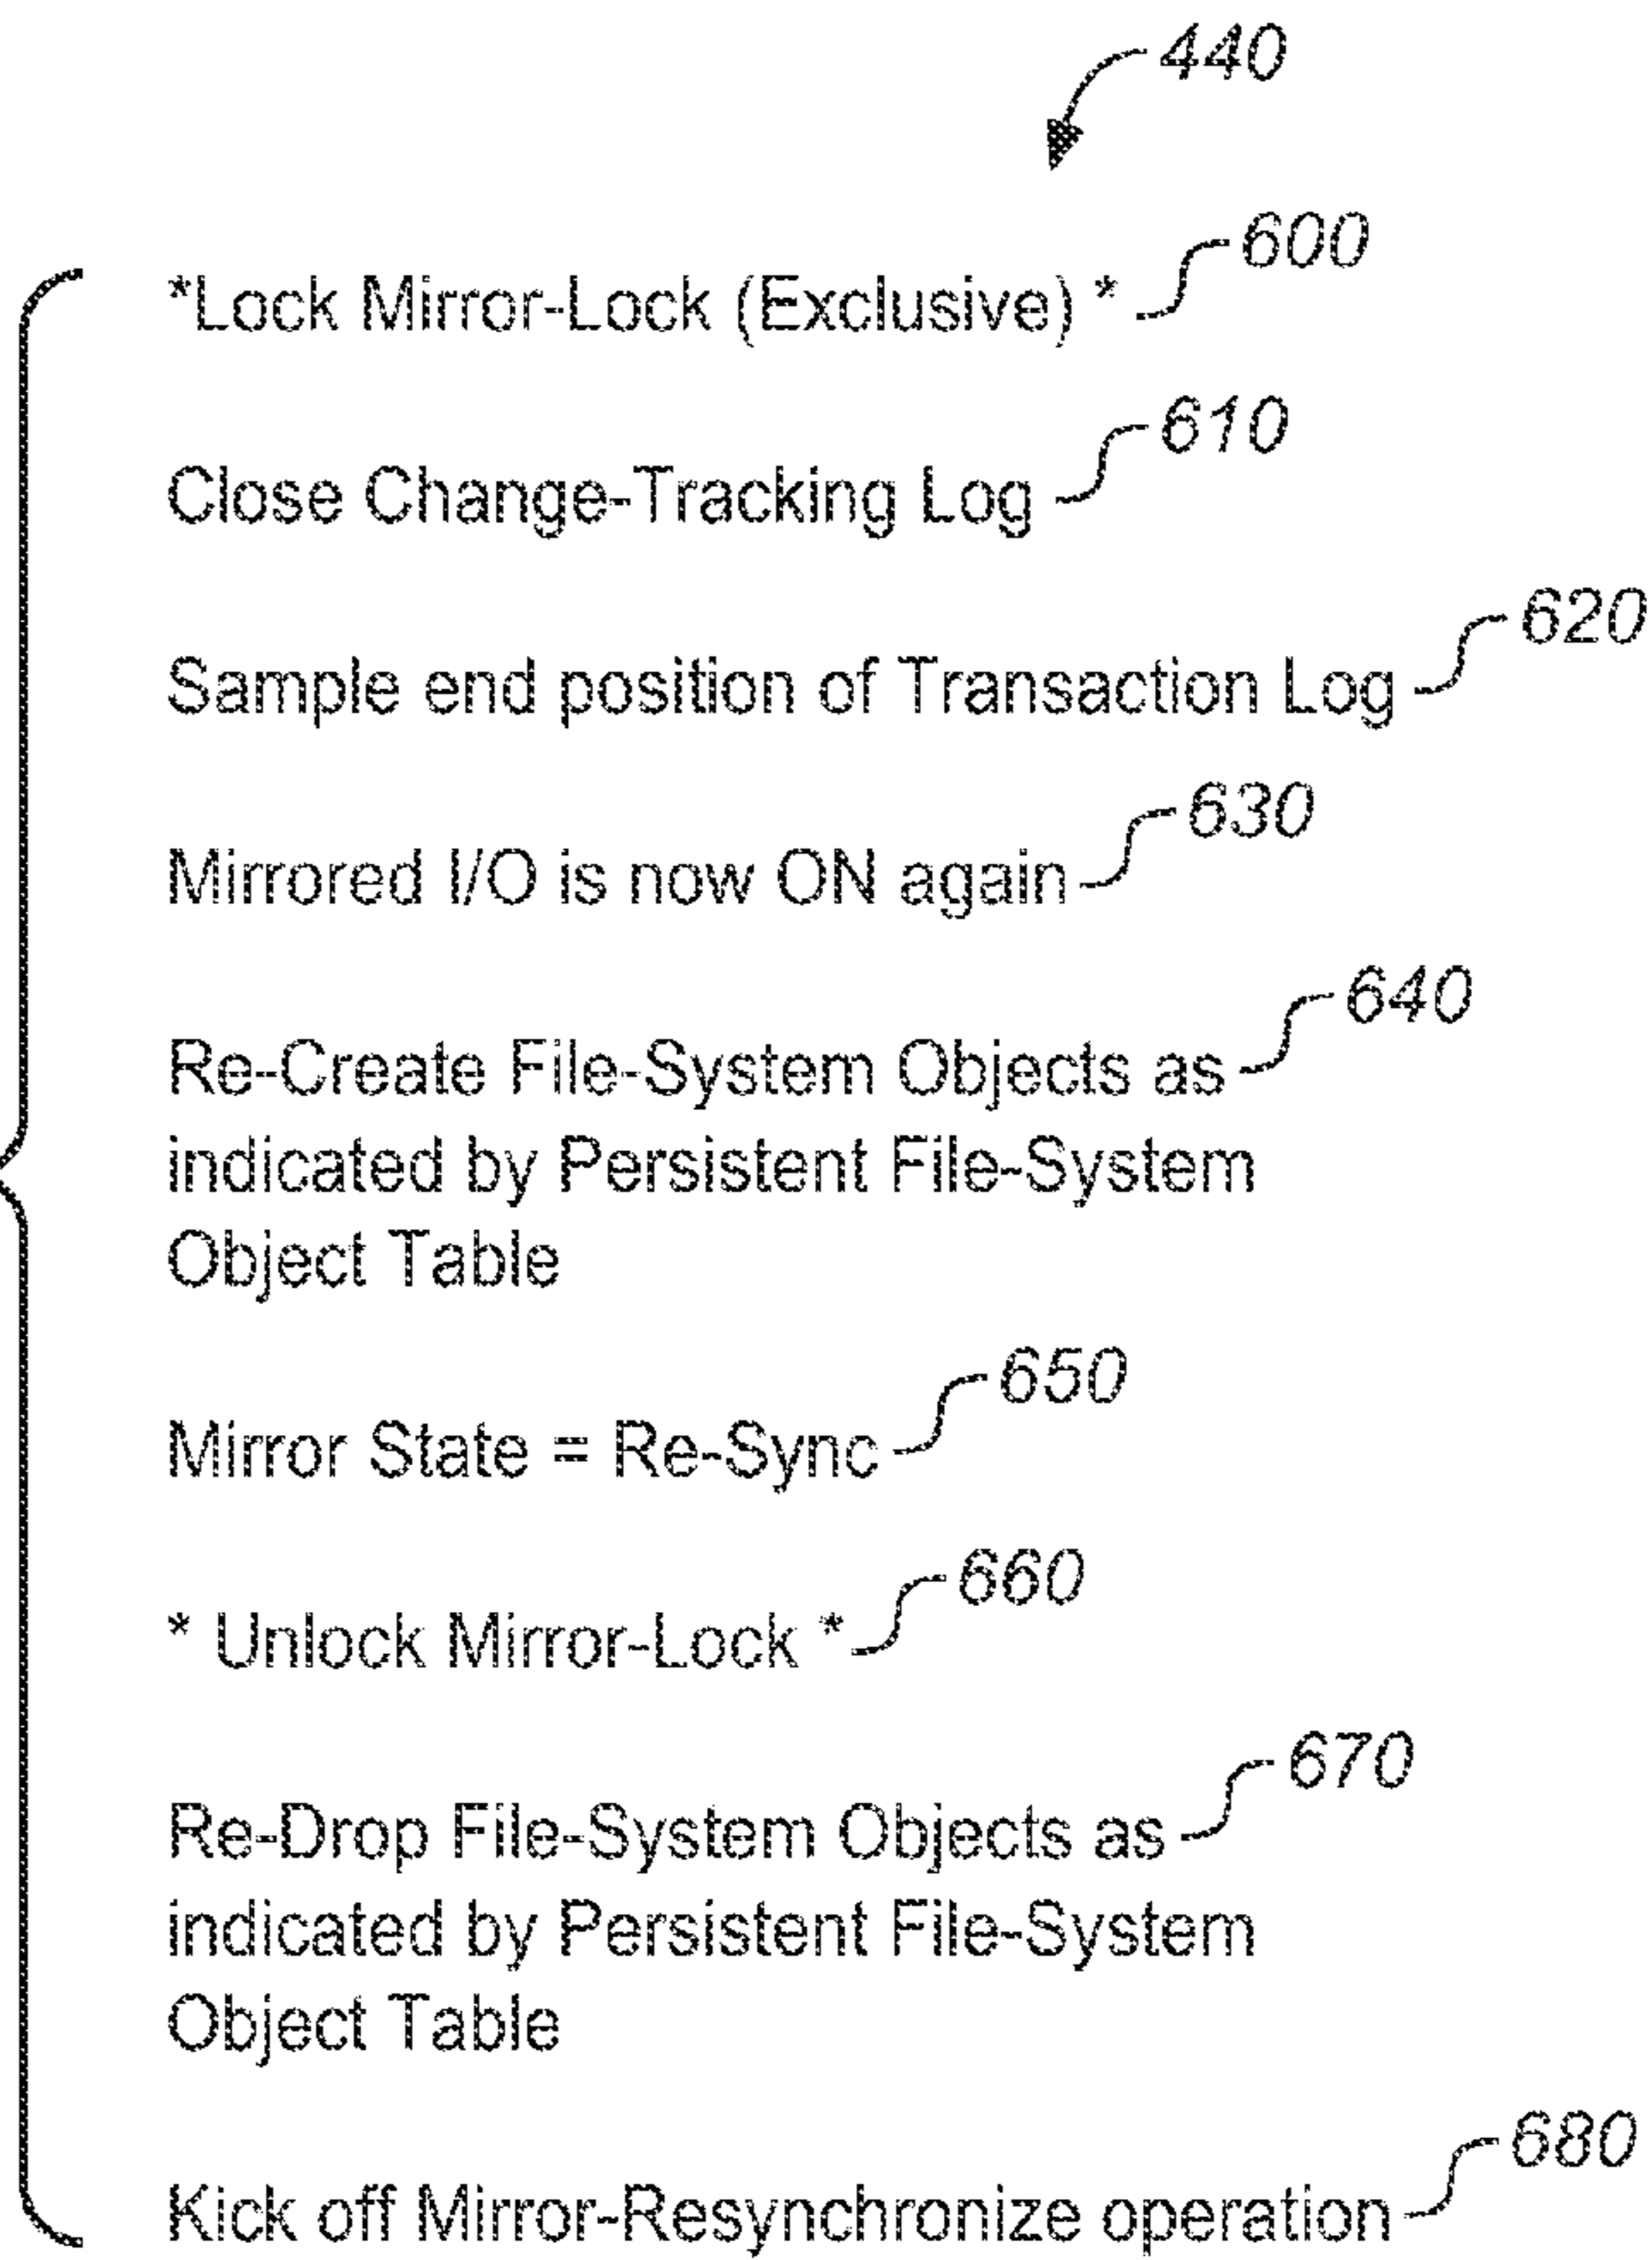 440
*Lock Mirror-Lock (Exclusive) * 600
Close Change-Tracking Log 610
Sample end position of Transaction Log 620
Mirrored I/O is now ON again 630
Re-Create File-System Objects as 640
indicated by Persistent File-System
Object Table
Mirror State = Re-Sync 650
* Unlock Mirror-Lock * 660
Re-Drop File-System Objects as 670
indicated by Persistent File-System
Object Table
Kick off Mirror-Resynchronize operation 680